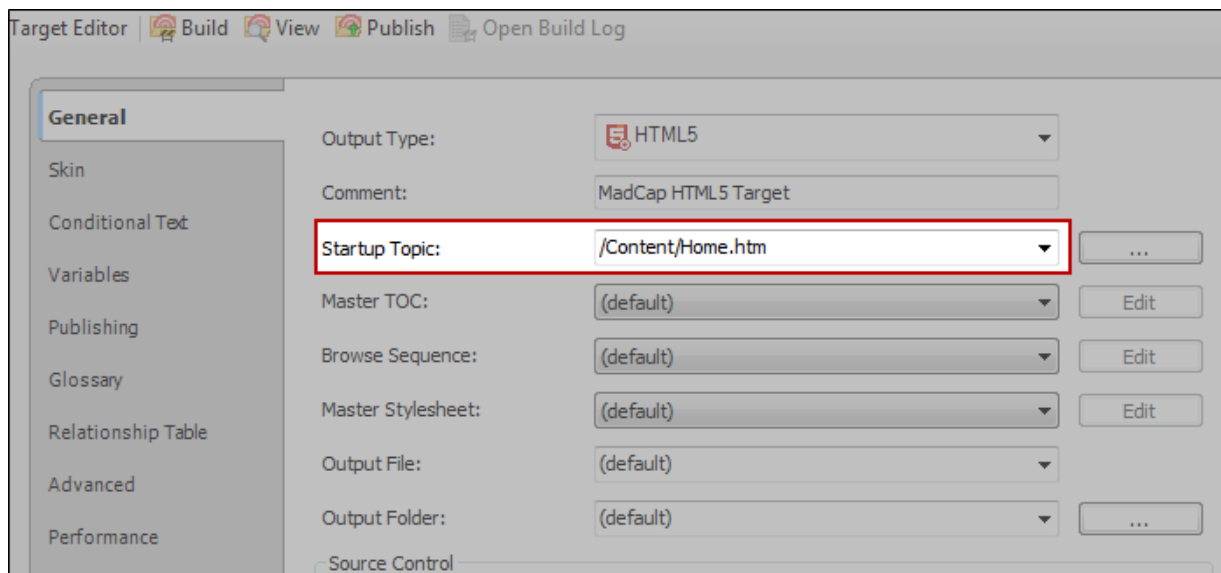 Target Editor Build View Publish Open Build Log
General
Skin
Conditional Text
Variables
Publishing
Glossary
Relationship Table
Advanced
Performance
Output Type: HTML5
Comment: MadCap HTML5 Target
Startup Topic: /Content/Home.htm ...
Master TOC: (default) Edit
Browse Sequence: (default) Edit
Master Stylesheet: (default) Edit
Output File: (default)
Output Folder: (default) ...
Source Control